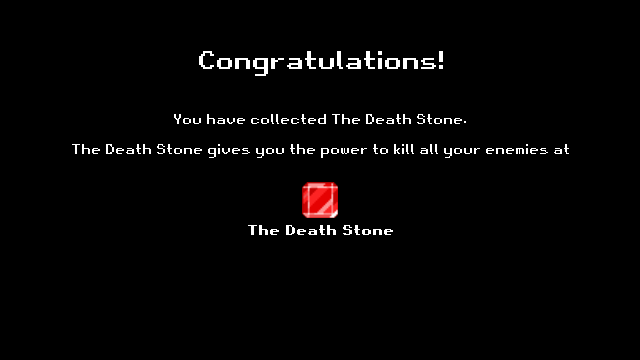 Congratulations!
You have collected The Death Stone.
The Death Stone gives you the power to kill all your enemies at
The Death Stone